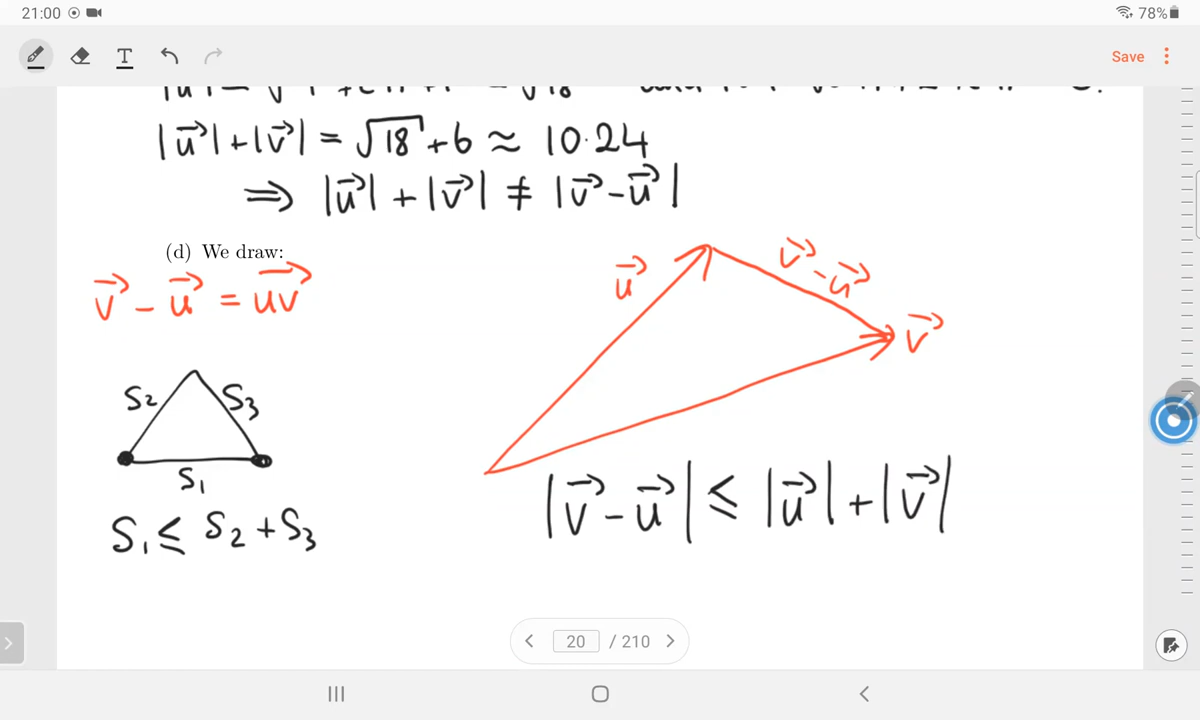 21:00 78%
T Save
|u⃗|+|v⃗| = √18 +6 ≈ 10.24
⇒ |u⃗| + |v⃗| ≠ |v⃗-u⃗|
(d) We draw:
v⃗ - u⃗ = uv⃗
u⃗
v⃗-u⃗
v⃗
S₂ S₃
S₁
S₁ ≤ S₂ + S₃
|v⃗-u⃗| ≤ |u⃗|+|v⃗|
20 / 210